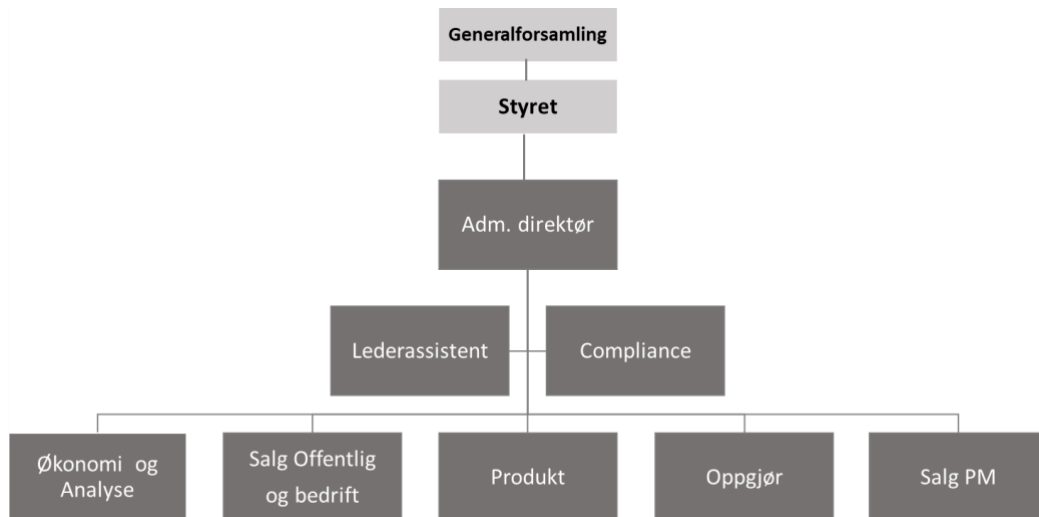 Generalforsamling
Styret
Adm. direktør
Lederassistent
Compliance
Økonomi og
Analyse
Salg Offentlig
og bedrift
Produkt
Oppgjør
Salg PM